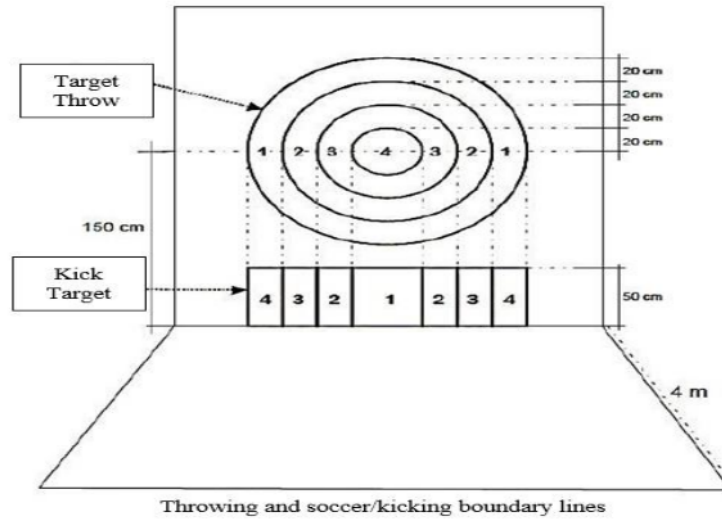 20 cm
Target
Throw
20 cm
20 cm
20 cm
1 2 3 4 3 2 1
150 cm
Kick
Target
4 3 2 1 2 3 4
50 cm
4 m
Throwing and soccer/kicking boundary lines